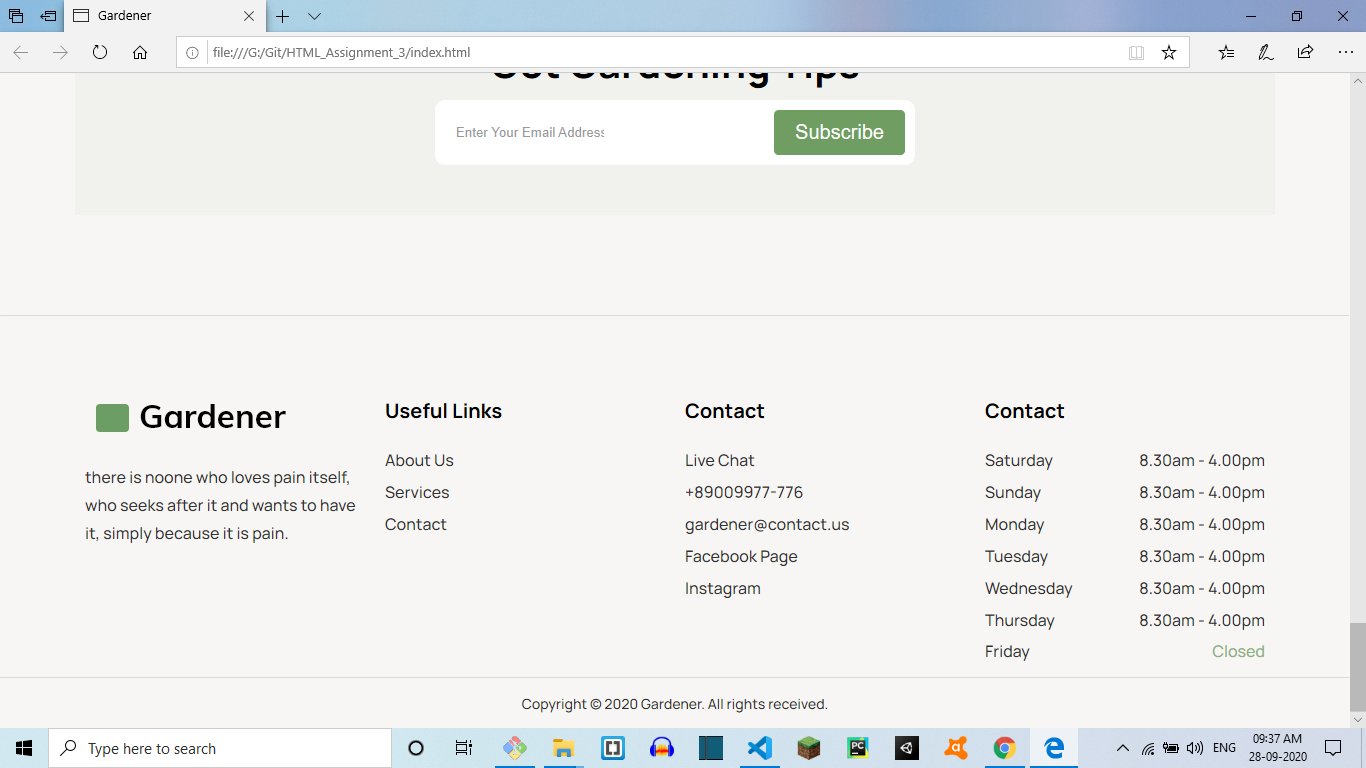 Gardener
file:///G:/Git/HTML_Assignment_3/index.html
Get Gardening Tips
Enter Your Email Address
Subscribe
Gardener
there is noone who loves pain itself,
who seeks after it and wants to have
it, simply because it is pain.
Useful Links
About Us
Services
Contact
Contact
Live Chat
+89009977-776
gardener@contact.us
Facebook Page
Instagram
Contact
Saturday 8.30am - 4.00pm
Sunday 8.30am - 4.00pm
Monday 8.30am - 4.00pm
Tuesday 8.30am - 4.00pm
Wednesday 8.30am - 4.00pm
Thursday 8.30am - 4.00pm
Friday Closed
Copyright © 2020 Gardener. All rights received.
Type here to search
PC
ENG
09:37 AM
28-09-2020